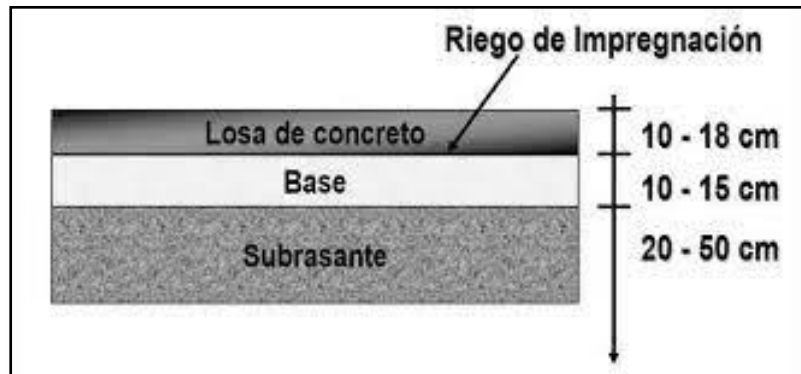 Riego de Impregnación
Losa de concreto
10 - 18 cm
Base
10 - 15 cm
Subrasante
20 - 50 cm